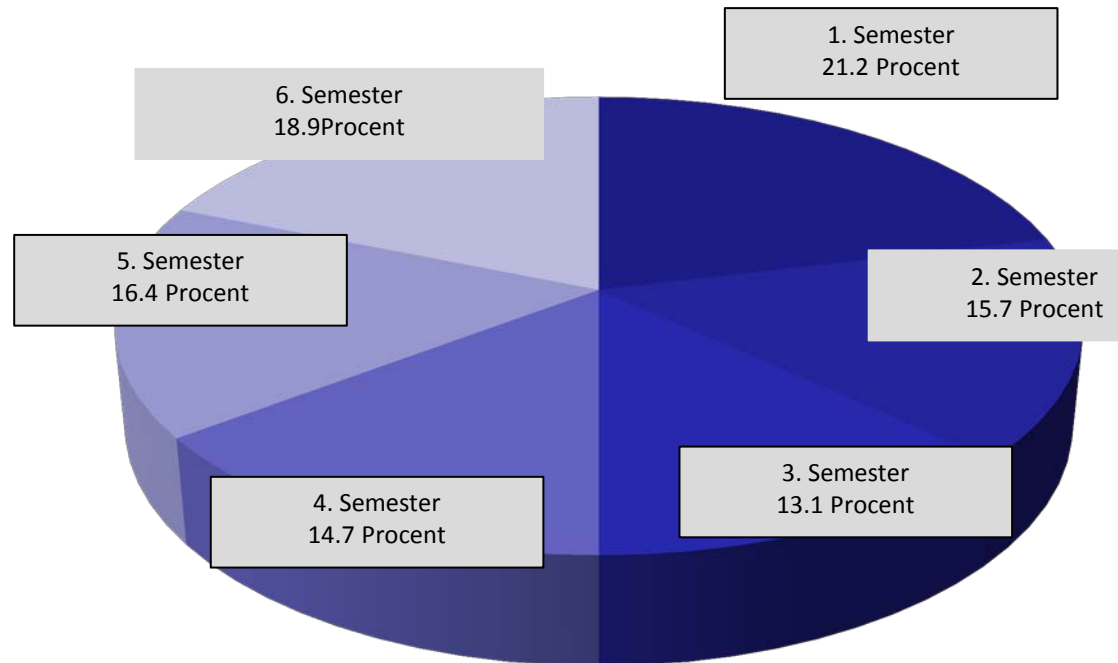 1. Semester
21.2 Procent
6. Semester
18.9Procent
5. Semester
16.4 Procent
2. Semester
15.7 Procent
3. Semester
13.1 Procent
4. Semester
14.7 Procent